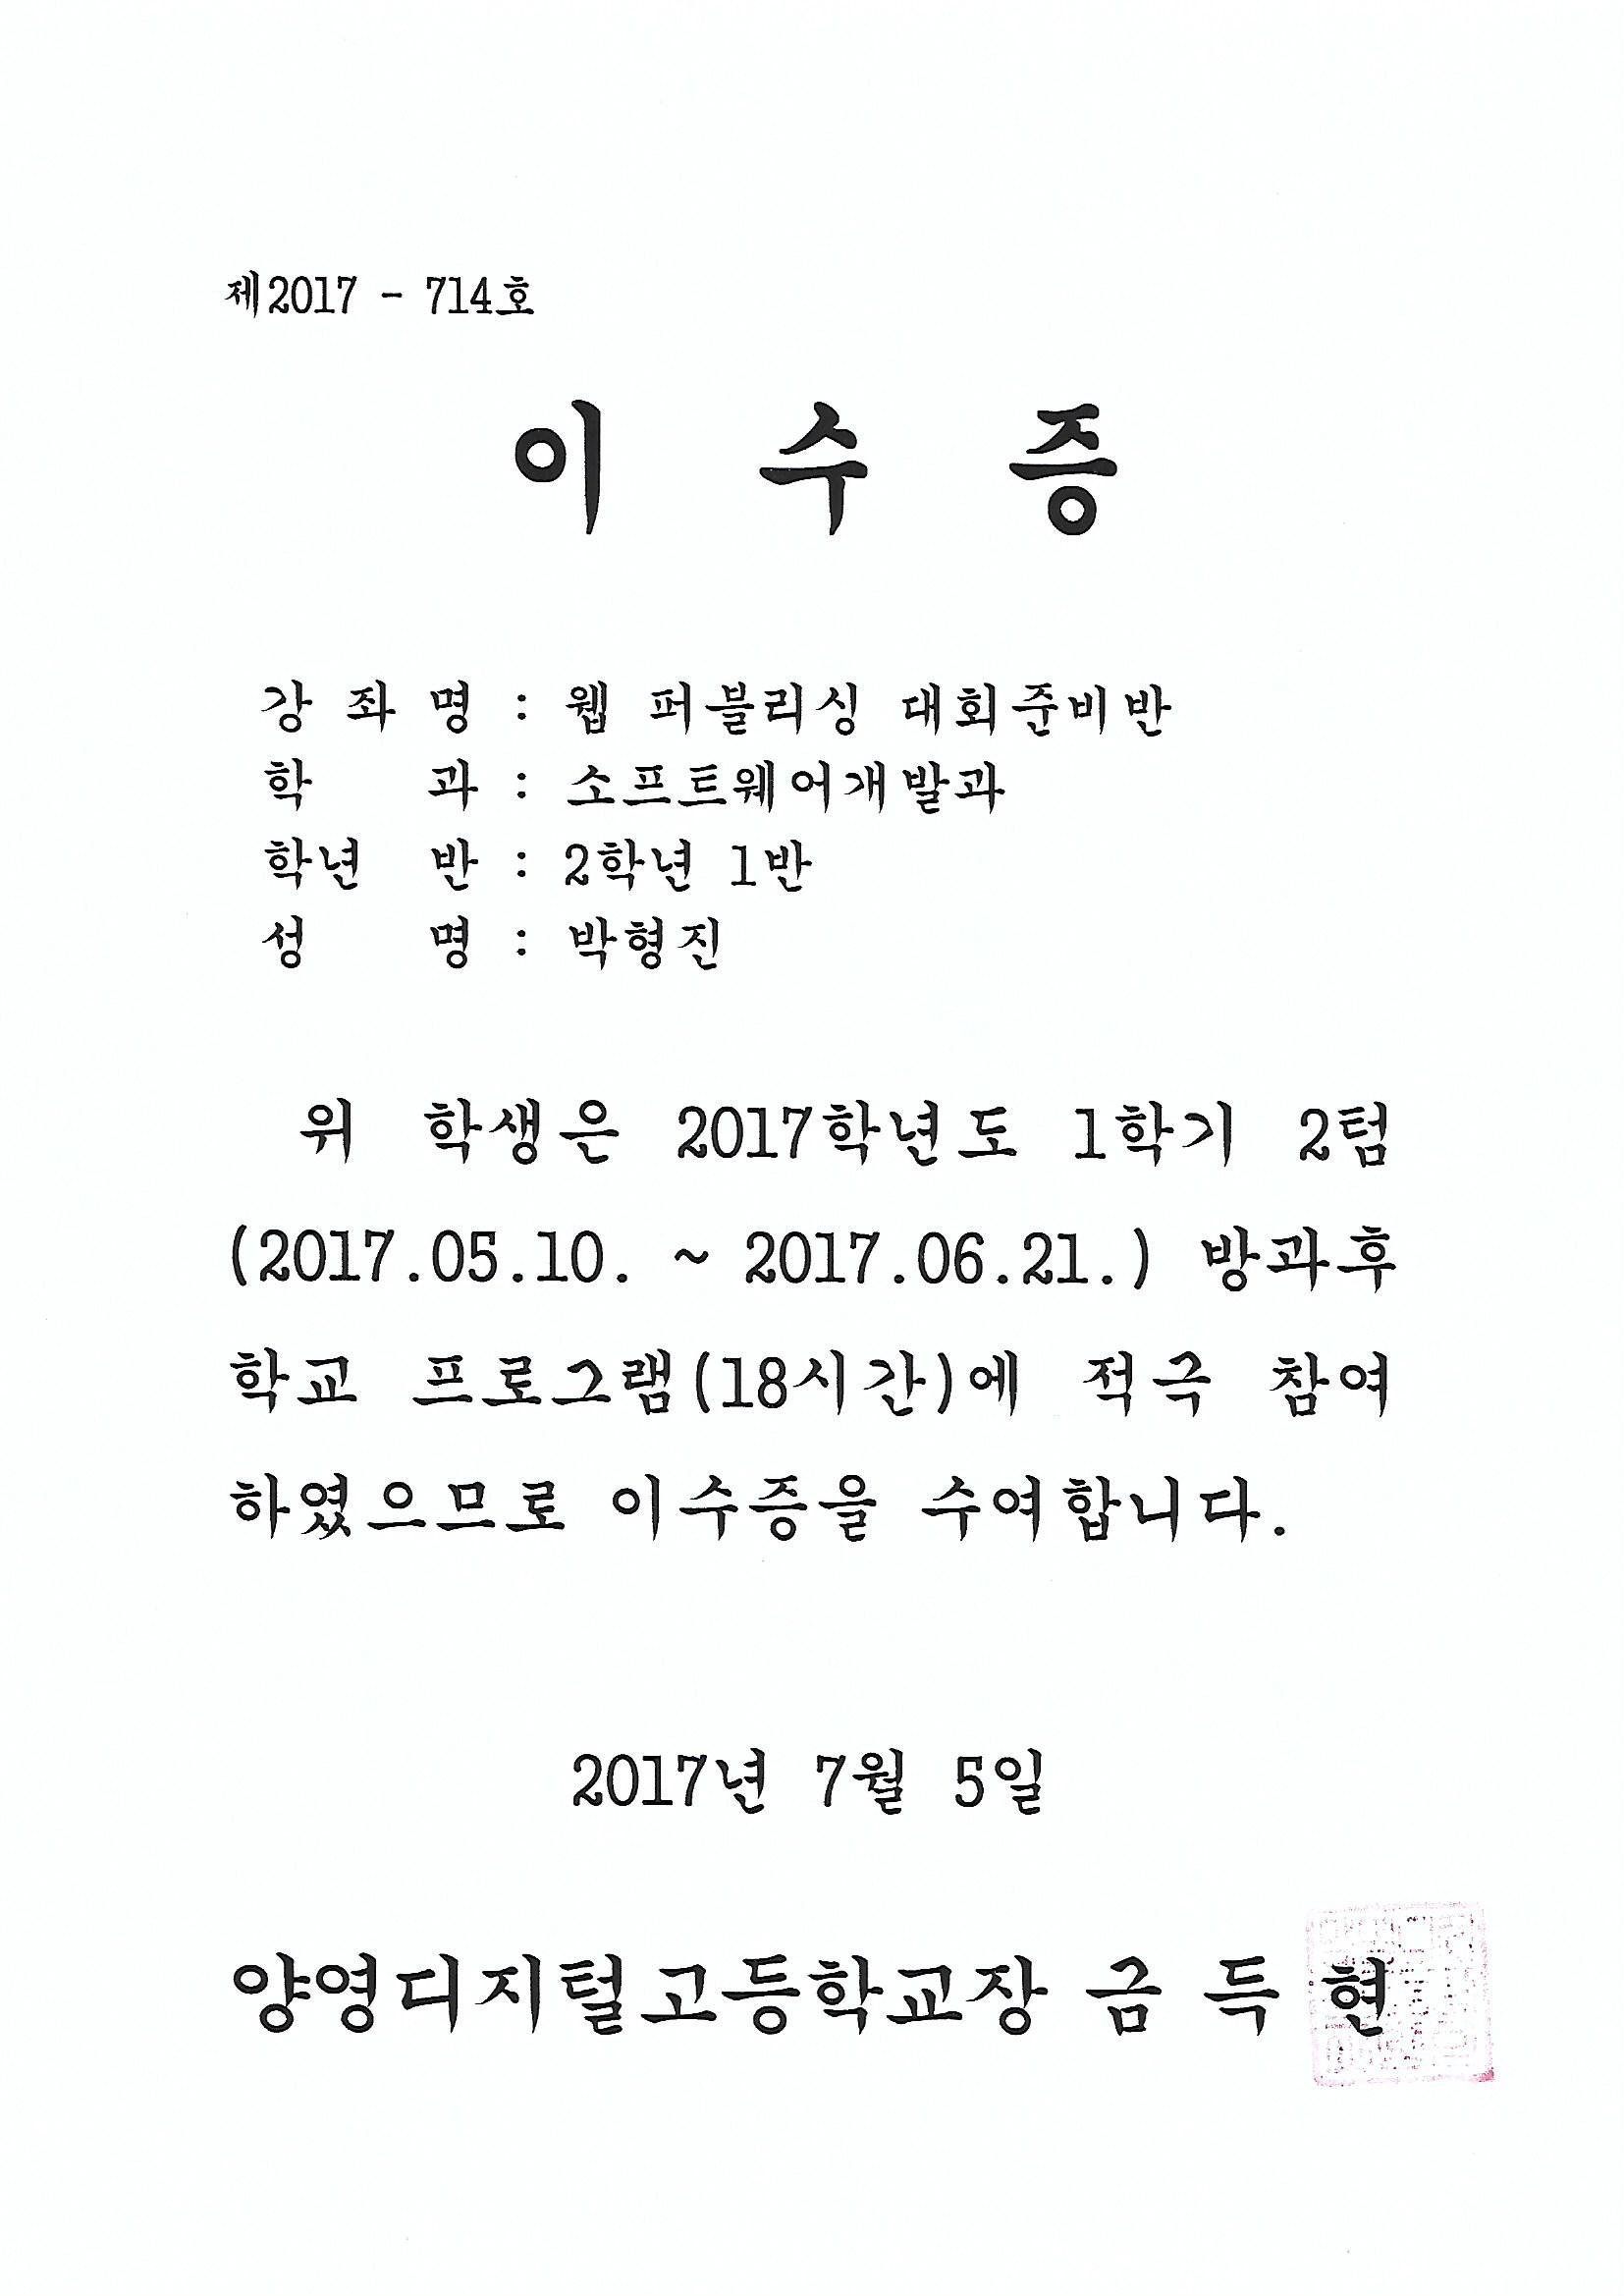 제2017 - 714호
이 수 증
강 좌 명 : 웹 퍼블리싱 대회준비반
학 과 : 소프트웨어개발과
학년 반 : 2학년 1반
성 명 : 박형진
위 학생은 2017학년도 1학기 2텀
(2017.05.10. ~ 2017.06.21.) 방과후
학교 프로그램(18시간)에 적극 참여
하였으므로 이수증을 수여합니다.
2017년 7월 5일
양영디지털고등학교장 금 득 현